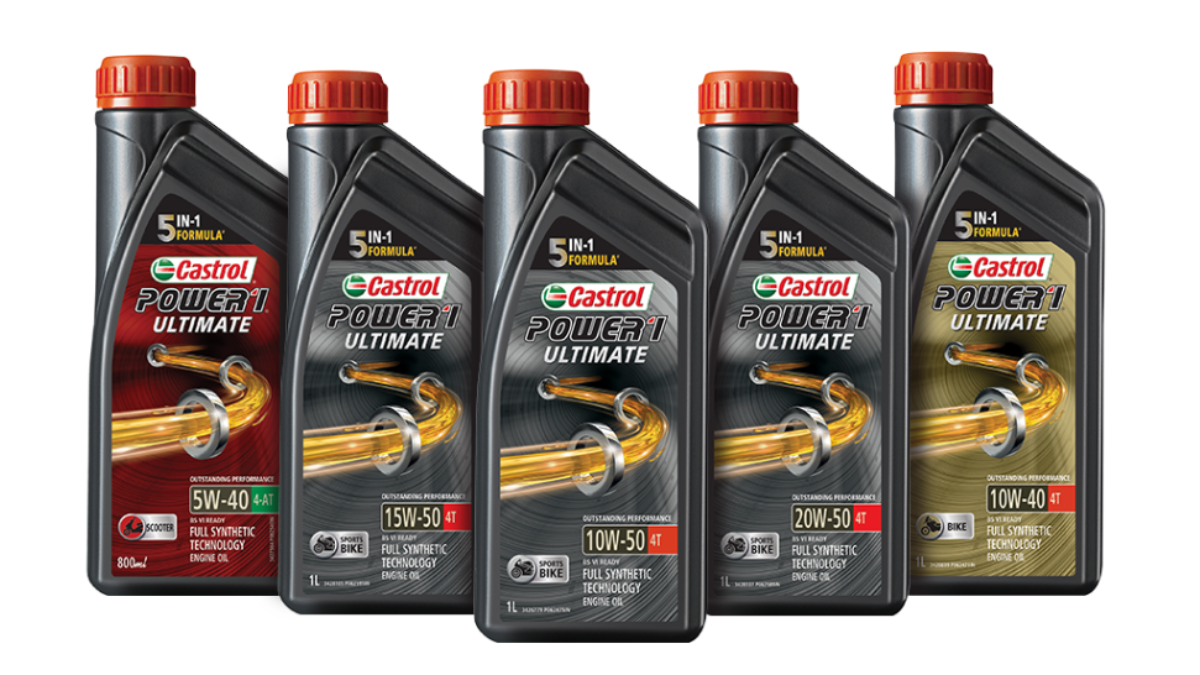 5 IN-1
FORMULA*
Castrol
POWER1
ULTIMATE
OUTSTANDING PERFORMANCE
5W-40 4-AT
BS VI READY
SCOOTER
FULL SYNTHETIC
TECHNOLOGY
ENGINE OIL
5 IN-1
FORMULA*
Castrol
POWER1
ULTIMATE
OUTSTANDING PERFORMANCE
15W-50 4T
BS VI READY
SPORTS
BIKE
FULL SYNTHETIC
TECHNOLOGY
ENGINE OIL
1L
5 IN-1
FORMULA*
Castrol
POWER1
ULTIMATE
OUTSTANDING PERFORMANCE
10W-50 4T
BS VI READY
SPORTS
BIKE
FULL SYNTHETIC
TECHNOLOGY
ENGINE OIL
1L
5 IN-1
FORMULA*
Castrol
POWER1
ULTIMATE
OUTSTANDING PERFORMANCE
20W-50 4T
BS VI READY
SPORTS
BIKE
FULL SYNTHETIC
TECHNOLOGY
ENGINE OIL
1L
5 IN-1
FORMULA*
Castrol
POWER1
ULTIMATE
OUTSTANDING PERFORMANCE
10W-40 4T
BS VI READY
BIKE
FULL SYNTHETIC
TECHNOLOGY
ENGINE OIL
1L